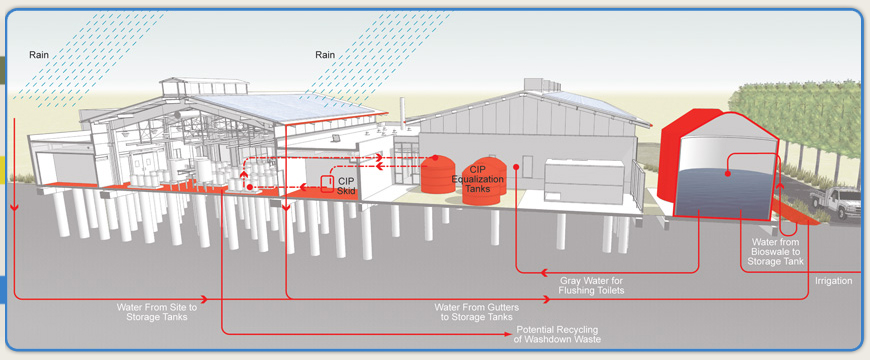 Rain
Rain
CIP
Skid
CIP
Equalization
Tanks
Water from
Bioswale to
Storage Tank
Gray Water for
Flushing Toilets
Irrigation
Water From Site to
Storage Tanks
Water From Gutters
to Storage Tanks
Potential Recycling
of Washdown Waste